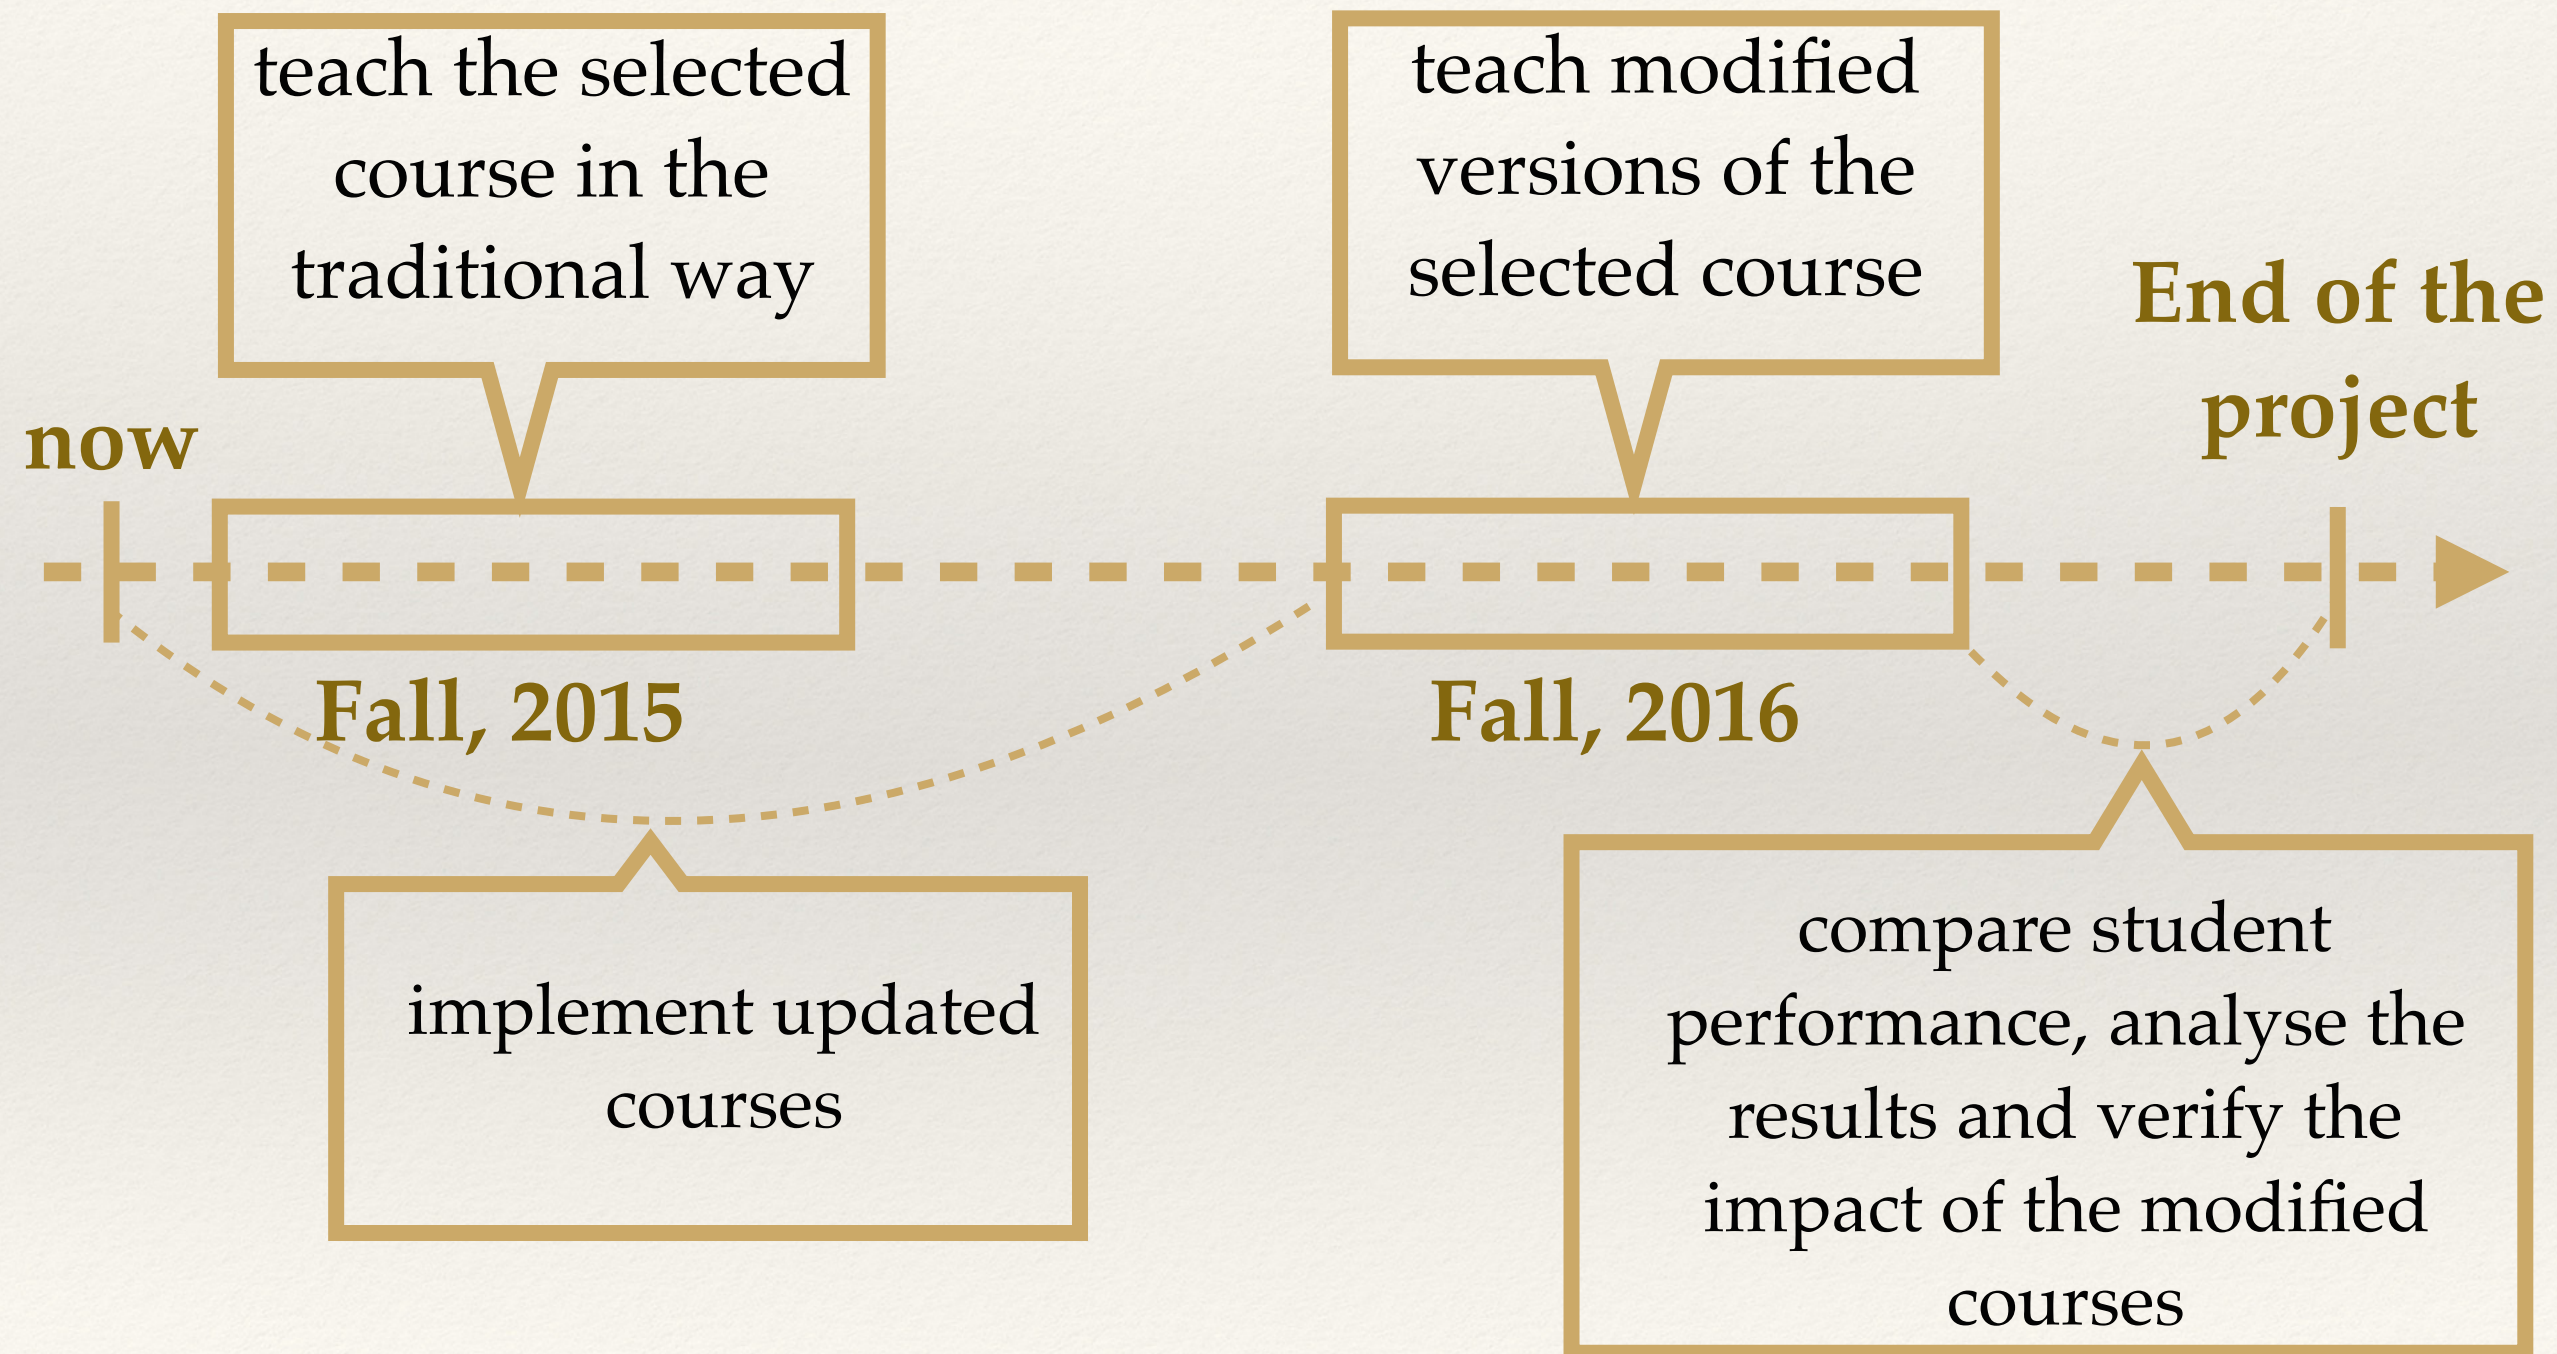 teach the selected
course in the
traditional way
teach modified
versions of the
selected course
End of the
project
now
Fall, 2015
Fall, 2016
implement updated
courses
compare student
performance, analyse the
results and verify the
impact of the modified
courses